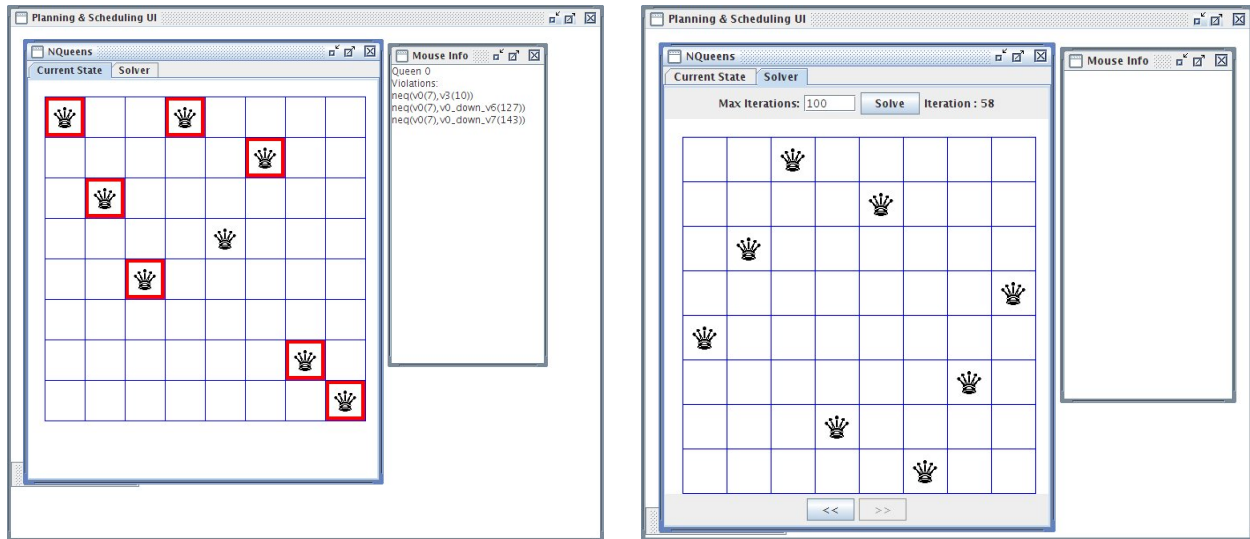 Planning & Scheduling UI
NQueens
Current State Solver
Mouse Info
Queen 0
Violations:
neq(v0(7),v3(10))
neq(v0(7),v0_down_v6(127))
neq(v0(7),v0_down_v7(143))
Planning & Scheduling UI
NQueens
Current State Solver
Max Iterations: 100 Solve Iteration : 58
<< >>
Mouse Info